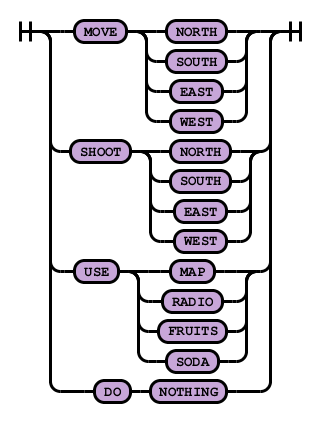 MOVE NORTH
SOUTH
EAST
WEST
SHOOT NORTH
SOUTH
EAST
WEST
USE MAP
RADIO
FRUITS
SODA
DO NOTHING